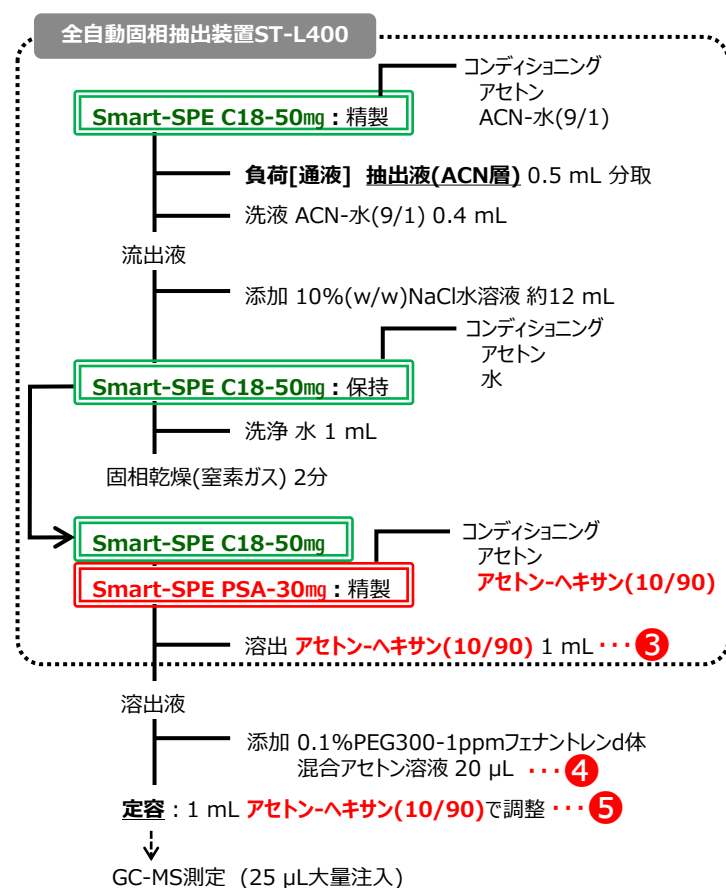 全自動固相抽出装置ST-L400
コンディショニング
アセトン
ACN-水(9/1)
Smart-SPE C18-50mg：精製
負荷[通液] 抽出液(ACN層) 0.5 mL 分取
洗液 ACN-水(9/1) 0.4 mL
流出液
添加 10%(w/w)NaCl水溶液 約12 mL
コンディショニング
アセトン
水
Smart-SPE C18-50mg：保持
洗浄 水 1 mL
固相乾燥(窒素ガス) 2分
Smart-SPE C18-50mg
コンディショニング
アセトン
アセトン-ヘキサン(10/90)
Smart-SPE PSA-30mg：精製
溶出 アセトン-ヘキサン(10/90) 1 mL ･･･❸
溶出液
添加 0.1%PEG300-1ppmフェナントレンd体
混合アセトン溶液 20 µL ･･･❹
定容：1 mL アセトン-ヘキサン(10/90)で調整 ･･･❺
GC-MS測定 (25 µL大量注入)